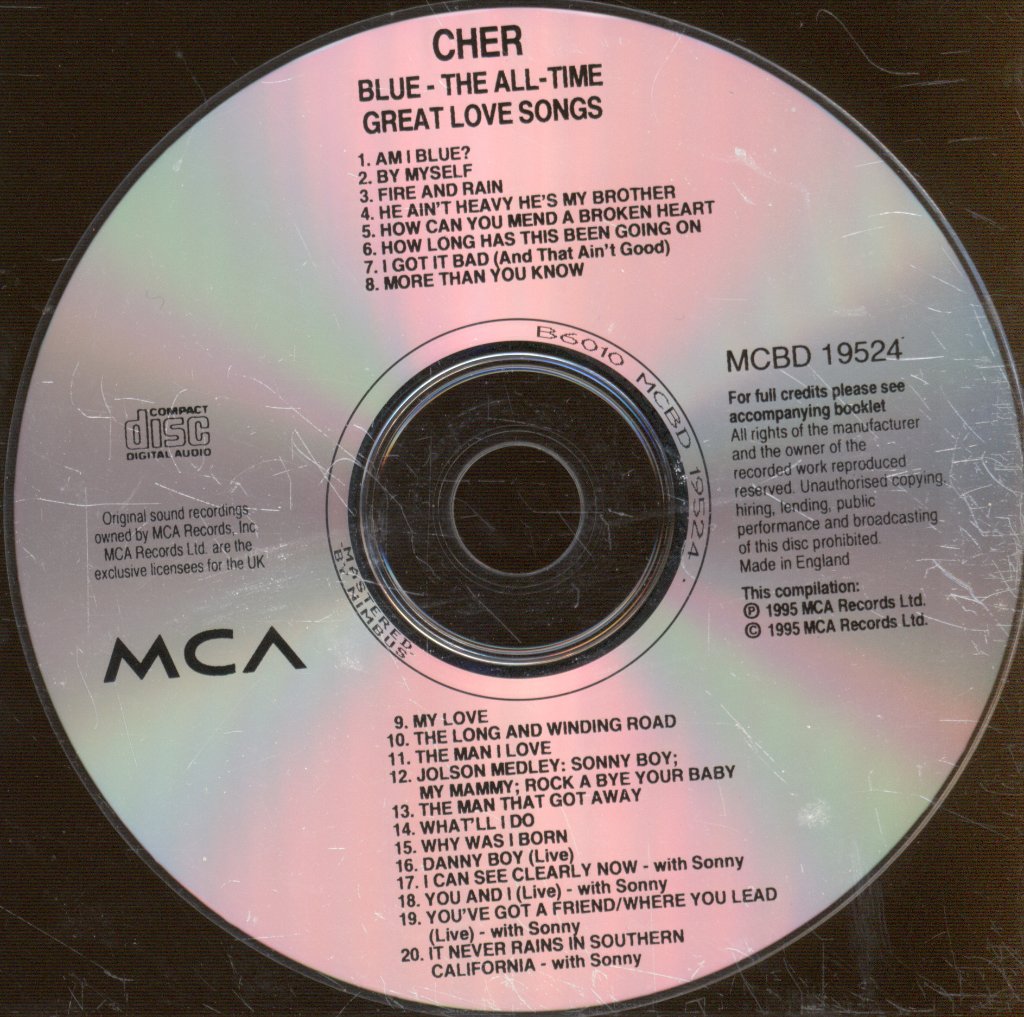 CHER
BLUE - THE ALL-TIME
GREAT LOVE SONGS
1. AM I BLUE?
2. BY MYSELF
3. FIRE AND RAIN
4. HE AIN'T HEAVY HE'S MY BROTHER
5. HOW CAN YOU MEND A BROKEN HEART
6. HOW LONG HAS THIS BEEN GOING ON
7. I GOT IT BAD (And That Ain't Good)
8. MORE THAN YOU KNOW
B6010 MCBD 19524
MASTERED
BY NIMBUS
COMPACT
disc
DIGITAL AUDIO
Original sound recordings
owned by MCA Records, Inc
MCA Records Ltd. are the
exclusive licensees for the UK
MCA
MCBD 19524
For full credits please see
accompanying booklet
All rights of the manufacturer
and the owner of the
recorded work reproduced
reserved. Unauthorised copying,
hiring, lending, public
performance and broadcasting
of this disc prohibited.
Made in England
This compilation:
℗ 1995 MCA Records Ltd.
© 1995 MCA Records Ltd.
9. MY LOVE
10. THE LONG AND WINDING ROAD
11. THE MAN I LOVE
12. JOLSON MEDLEY: SONNY BOY;
MY MAMMY; ROCK A BYE YOUR BABY
13. THE MAN THAT GOT AWAY
14. WHAT'LL I DO
15. WHY WAS I BORN
16. DANNY BOY (Live)
17. I CAN SEE CLEARLY NOW - with Sonny
18. YOU AND I (Live) - with Sonny
19. YOU'VE GOT A FRIEND/WHERE YOU LEAD
(Live) - with Sonny
20. IT NEVER RAINS IN SOUTHERN
CALIFORNIA - with Sonny